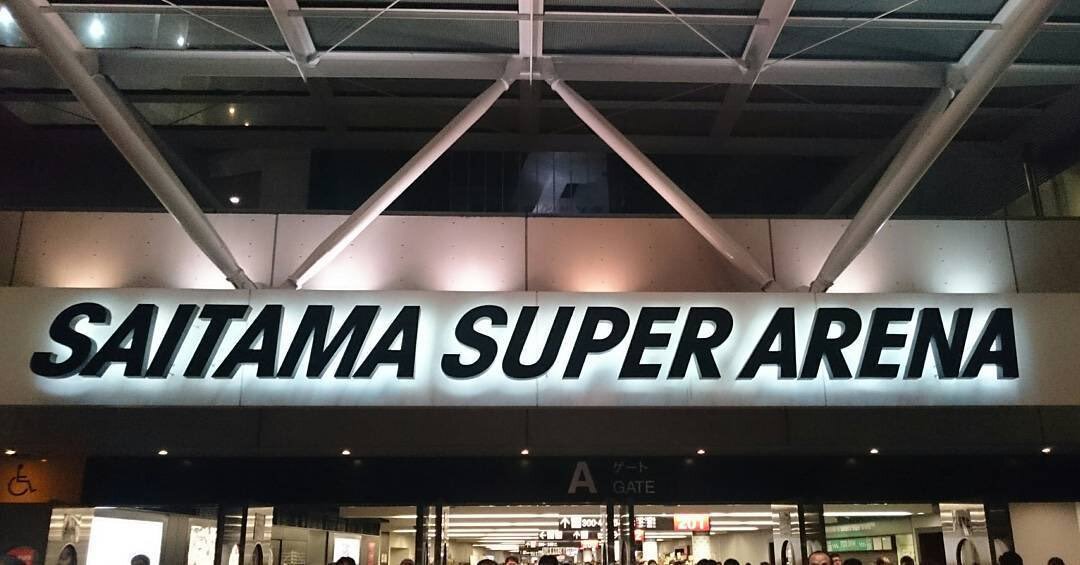 SAITAMA SUPER ARENA
A ゲート
GATE
201